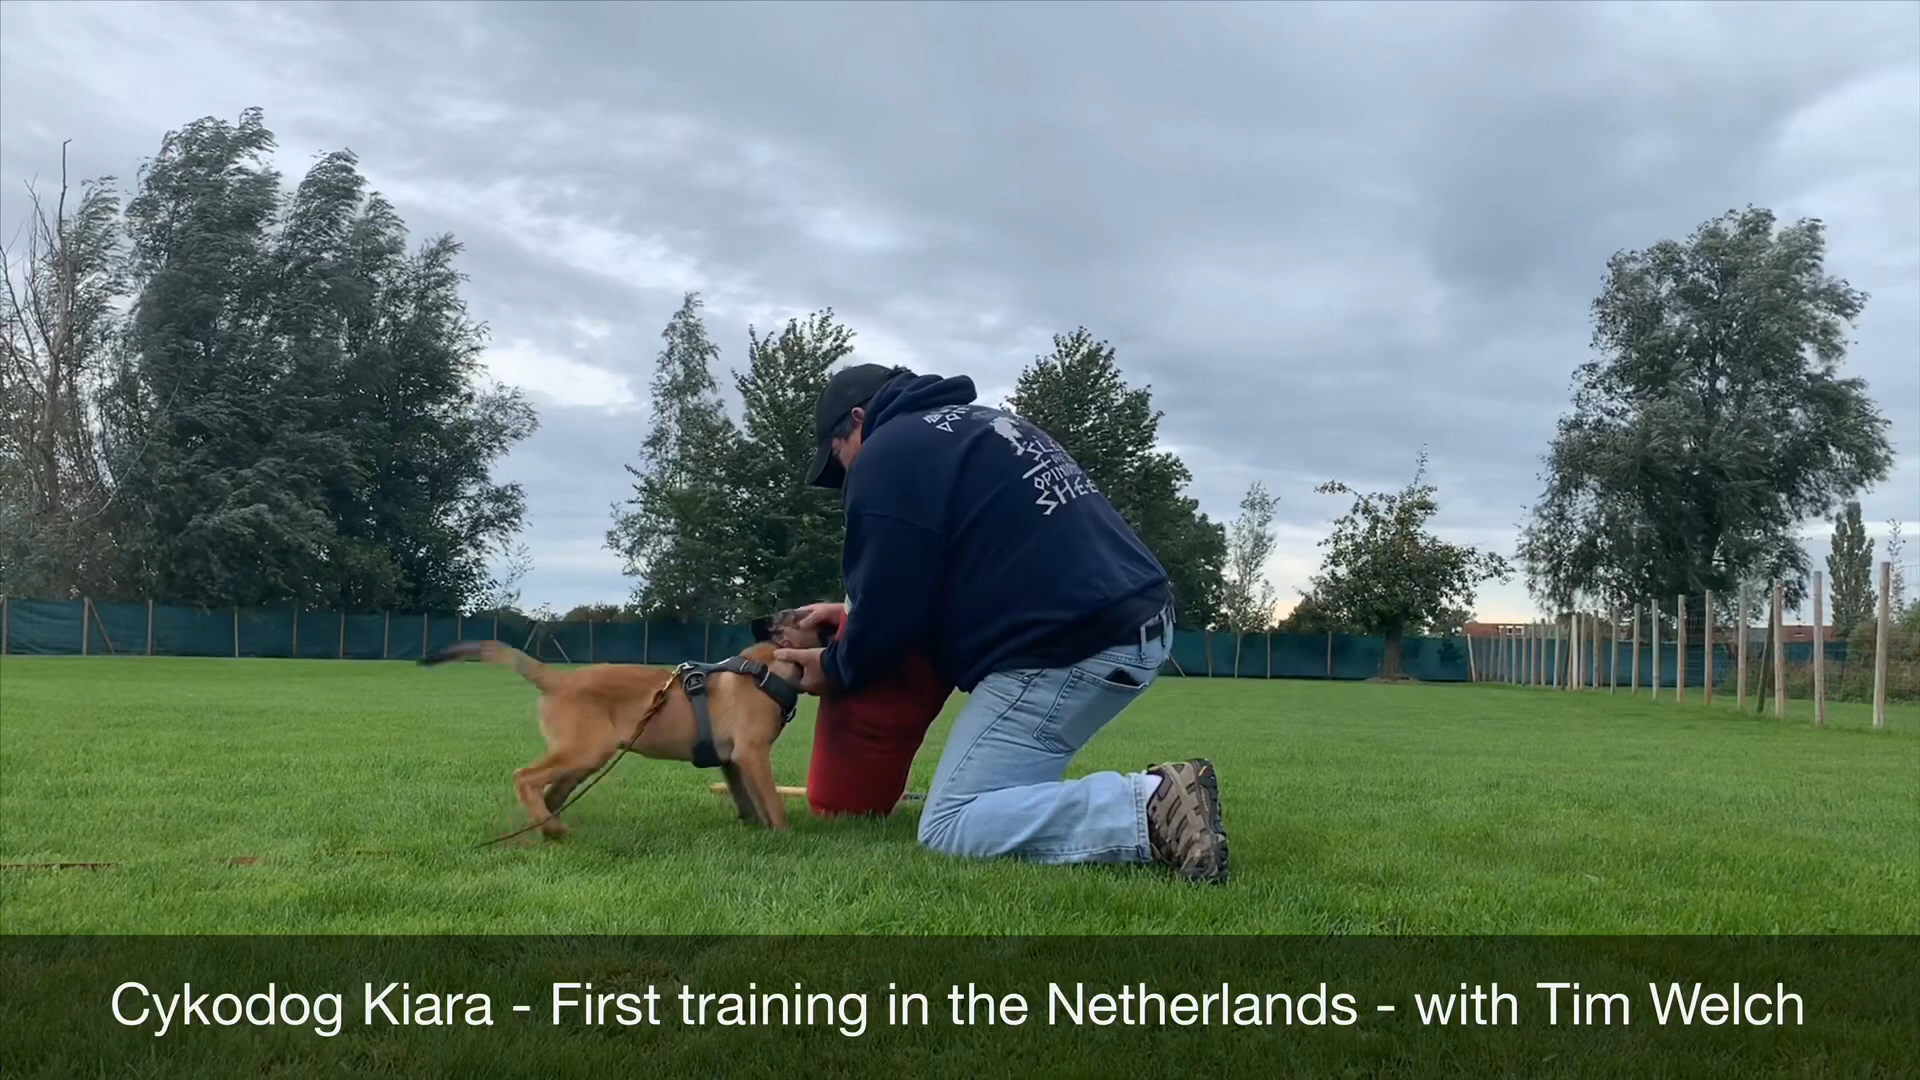 Cykodog Kiara - First training in the Netherlands - with Tim Welch